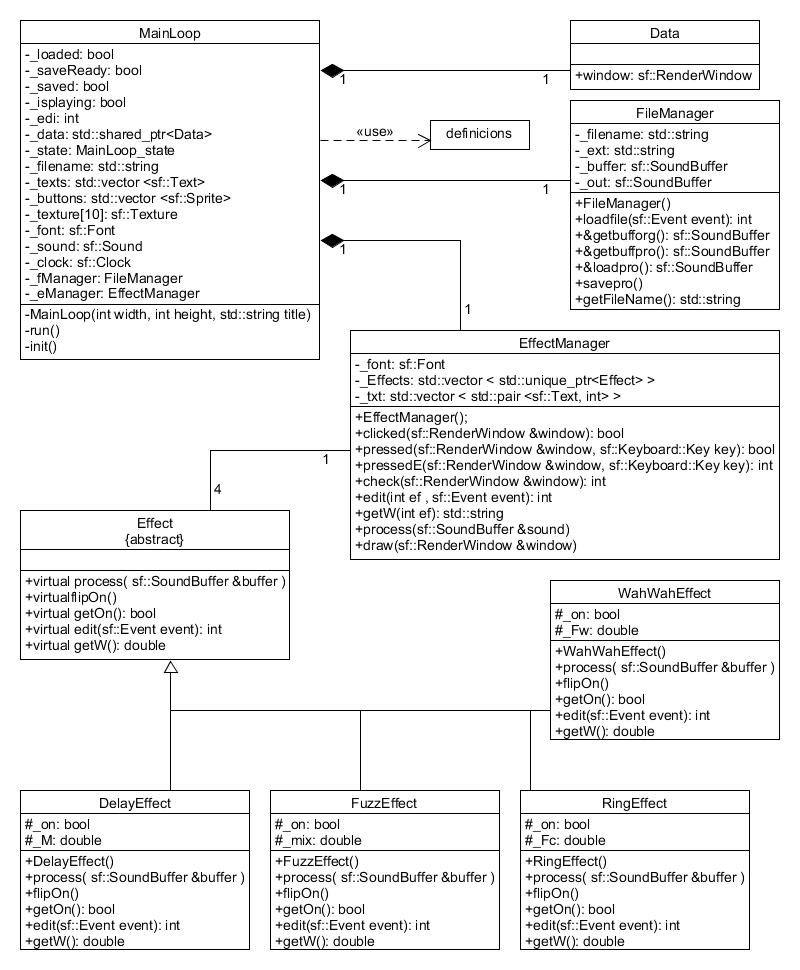 MainLoop
-_loaded: bool
-_saveReady: bool
-_saved: bool
-_isplaying: bool
-_edi: int
-_data: std::shared_ptr<Data>
-_state: MainLoop_state
-_filename: std::string
-_texts: std::vector <sf::Text>
-_buttons: std::vector <sf::Sprite>
-_texture[10]: sf::Texture
-_font: sf::Font
-_sound: sf::Sound
-_clock: sf::Clock
-_fManager: FileManager
-_eManager: EffectManager
-MainLoop(int width, int height, std::string title)
-run()
-init()
1
1
Data
+window: sf::RenderWindow
«use»
definicions
1
1
FileManager
-_filename: std::string
-_ext: std::string
-_buffer: sf::SoundBuffer
-_out: sf::SoundBuffer
+FileManager()
+loadfile(sf::Event event): int
+&getbufforg(): sf::SoundBuffer
+&getbuffpro(): sf::SoundBuffer
+&loadpro(): sf::SoundBuffer
+savepro()
+getFileName(): std::string
1
1
EffectManager
-_font: sf::Font
-_Effects: std::vector < std::unique_ptr<Effect> >
-_txt: std::vector < std::pair <sf::Text, int> >
+EffectManager();
+clicked(sf::RenderWindow &window): bool
+pressed(sf::RenderWindow &window, sf::Keyboard::Key key): bool
+pressedE(sf::RenderWindow &window, sf::Keyboard::Key key): int
+check(sf::RenderWindow &window): int
+edit(int ef , sf::Event event): int
+getW(int ef): std::string
+process(sf::SoundBuffer &sound)
+draw(sf::RenderWindow &window)
1
4
Effect
{abstract}
+virtual process( sf::SoundBuffer &buffer )
+virtualflipOn()
+virtual getOn(): bool
+virtual edit(sf::Event event): int
+virtual getW(): double
WahWahEffect
#_on: bool
#_Fw: double
+WahWahEffect()
+process( sf::SoundBuffer &buffer )
+flipOn()
+getOn(): bool
+edit(sf::Event event): int
+getW(): double
DelayEffect
#_on: bool
#_M: double
+DelayEffect()
+process( sf::SoundBuffer &buffer )
+flipOn()
+getOn(): bool
+edit(sf::Event event): int
+getW(): double
FuzzEffect
#_on: bool
#_mix: double
+FuzzEffect()
+process( sf::SoundBuffer &buffer )
+flipOn()
+getOn(): bool
+edit(sf::Event event): int
+getW(): double
RingEffect
#_on: bool
#_Fc: double
+RingEffect()
+process( sf::SoundBuffer &buffer )
+flipOn()
+getOn(): bool
+edit(sf::Event event): int
+getW(): double